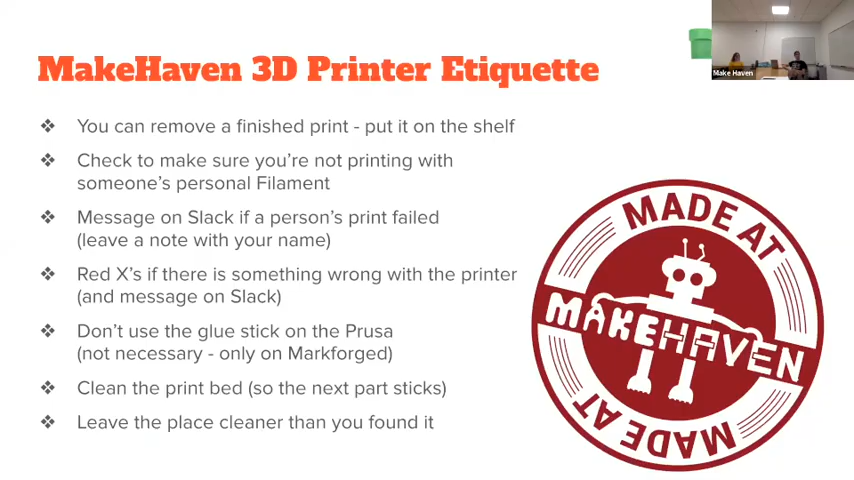 MakeHaven 3D Printer Etiquette
Make Haven
❖ You can remove a finished print - put it on the shelf
❖ Check to make sure you're not printing with
someone's personal Filament
❖ Message on Slack if a person's print failed
(leave a note with your name)
❖ Red X's if there is something wrong with the printer
(and message on Slack)
❖ Don't use the glue stick on the Prusa
(not necessary - only on Markforged)
❖ Clean the print bed (so the next part sticks)
❖ Leave the place cleaner than you found it
MADE AT
MAKEHAVEN
MADE AT